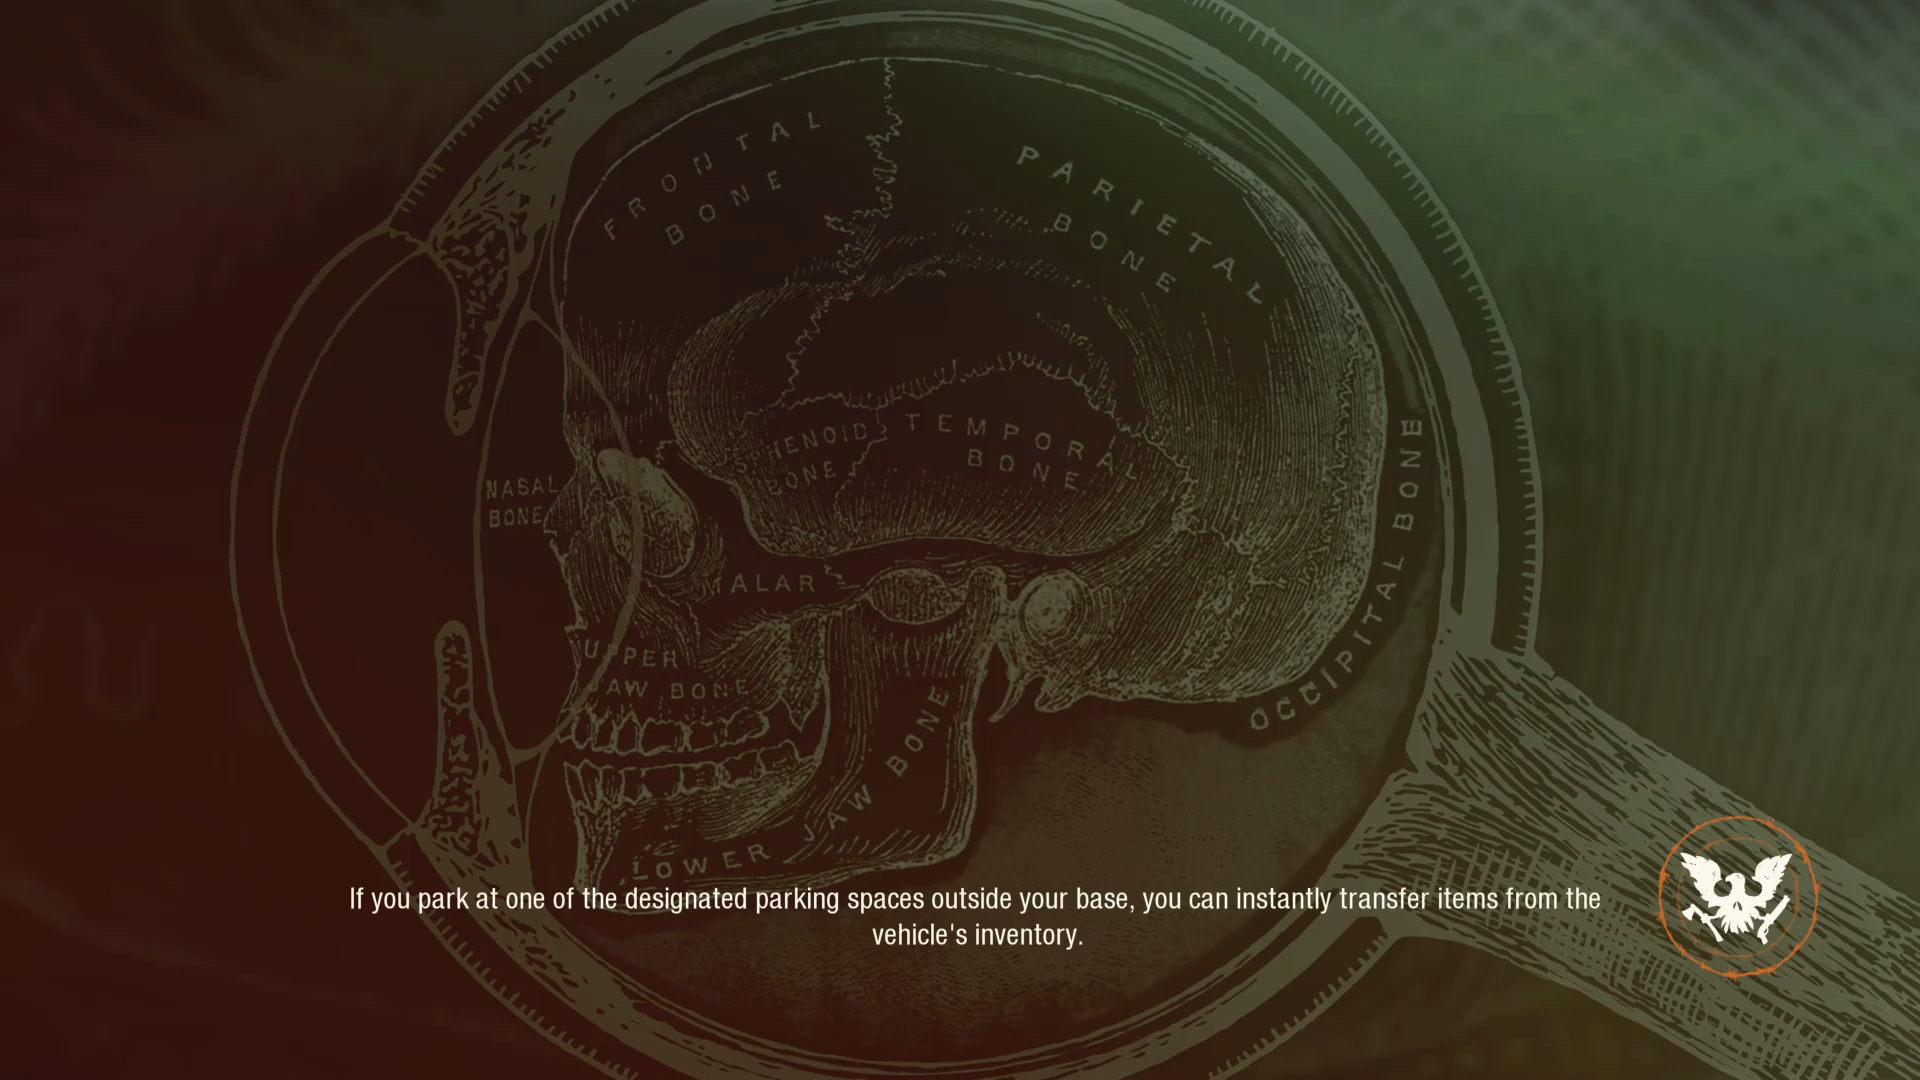 FRONTAL
BONE
PARIETAL
BONE
SPHENOID
BONE
TEMPORAL
BONE
NASAL
BONE
MALAR
UPPER
JAW BONE
LOWER JAW BONE
OCCIPITAL BONE
If you park at one of the designated parking spaces outside your base, you can instantly transfer items from the
vehicle's inventory.